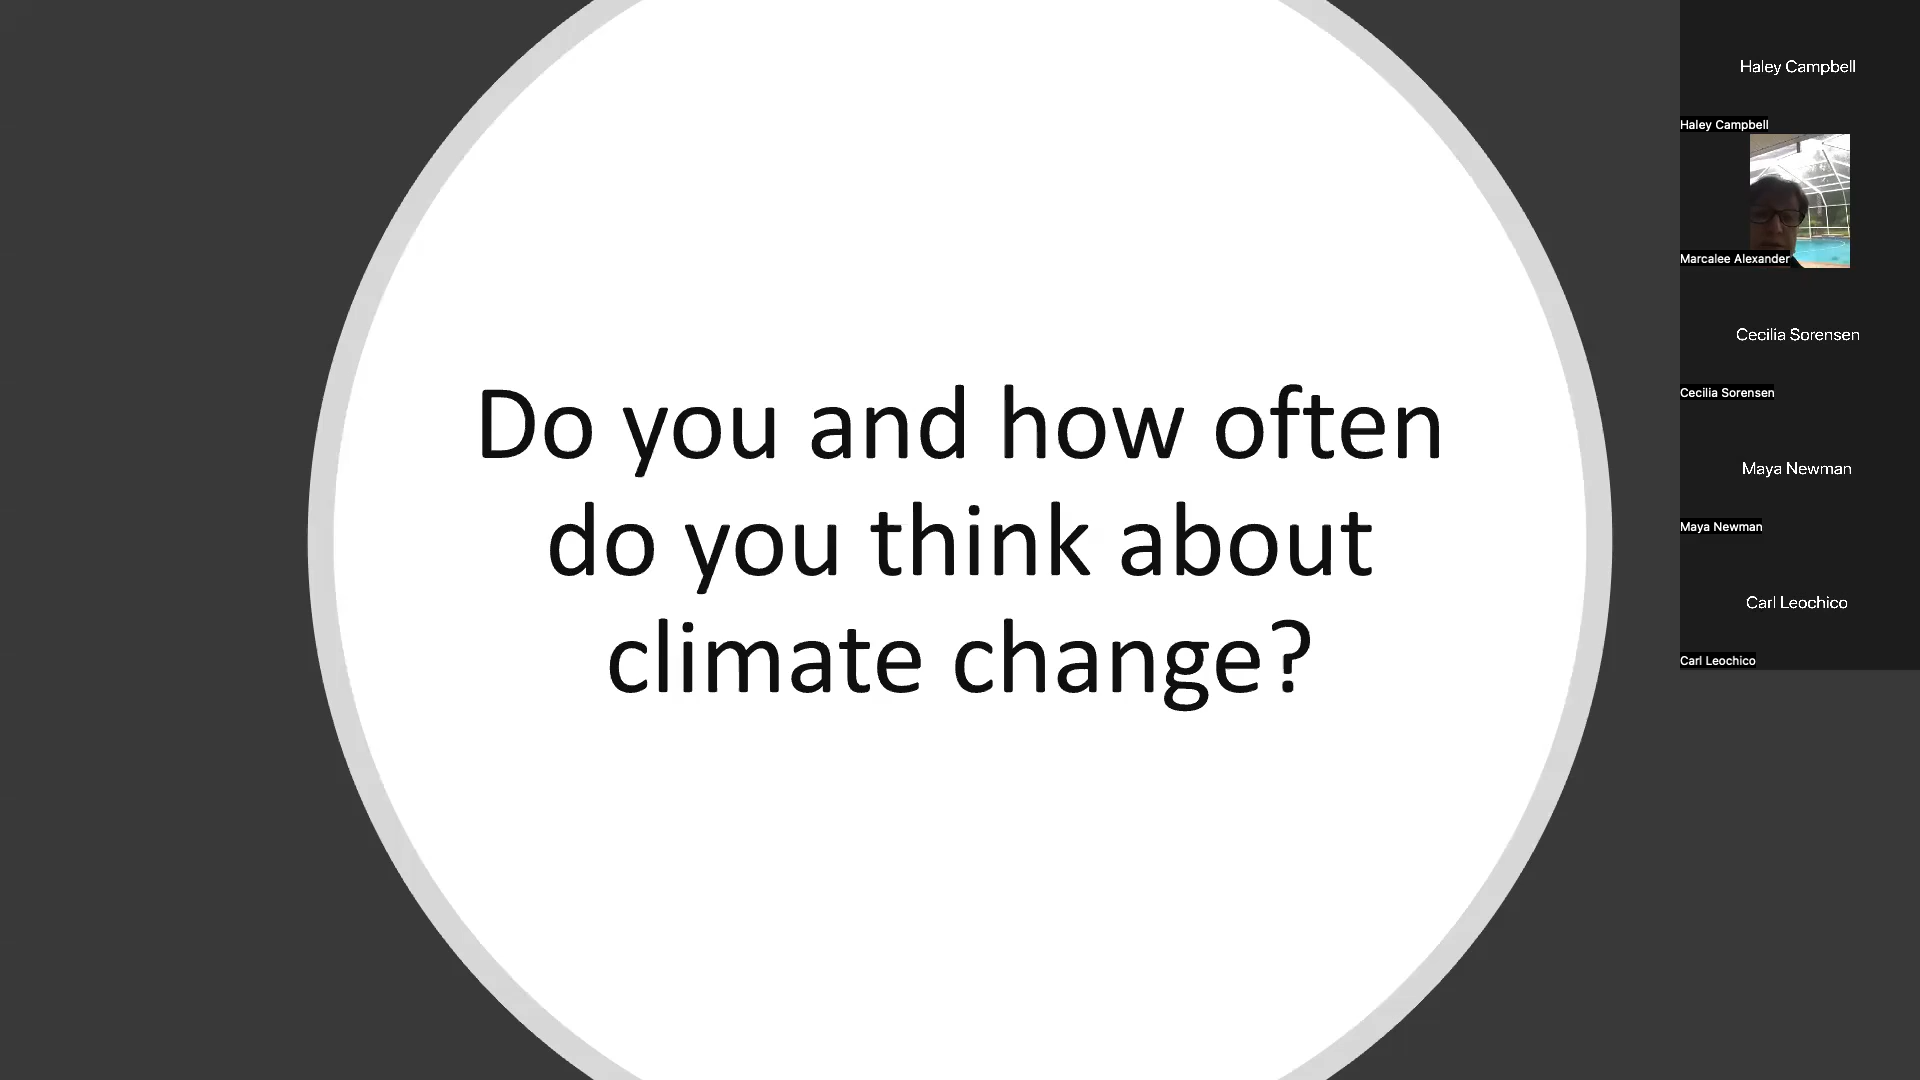 Do you and how often
do you think about
climate change?
Haley Campbell
Haley Campbell
Marcalee Alexander
Cecilia Sorensen
Cecilia Sorensen
Maya Newman
Maya Newman
Carl Leochico
Carl Leochico